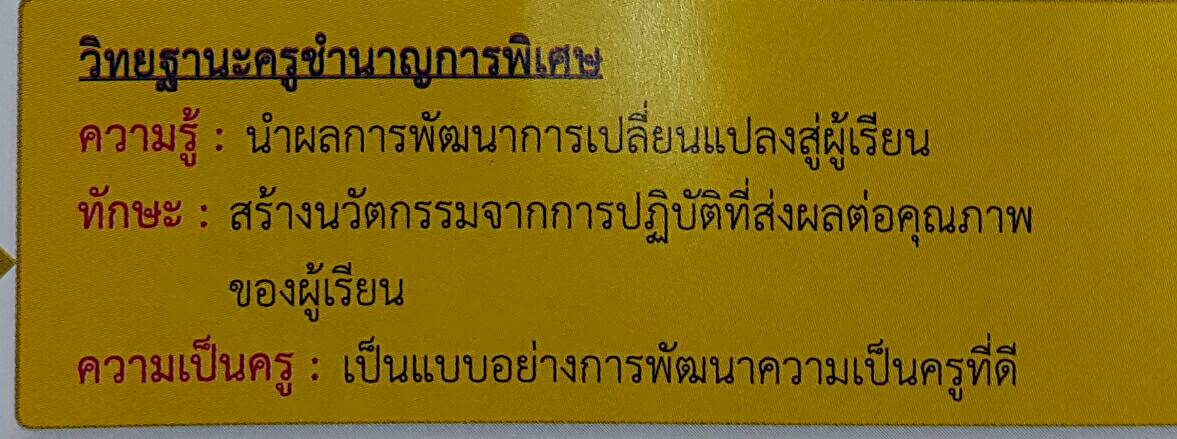 วิทยฐานะครูชำนาญการพิเศษ
ความรู้ : นำผลการพัฒนาการเปลี่ยนแปลงสู่ผู้เรียน
ทักษะ : สร้างนวัตกรรมจากการปฏิบัติที่ส่งผลต่อคุณภาพ
ของผู้เรียน
ความเป็นครู : เป็นแบบอย่างการพัฒนาความเป็นครูที่ดี